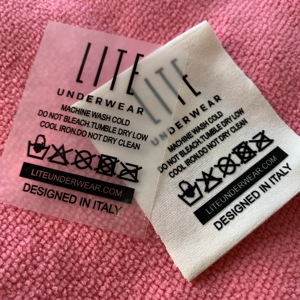 LITE
UNDERWEAR
MACHINE WASH COLD
DO NOT BLEACH.TUMBLE DRY LOW
COOL IRON.DO NOT DRY CLEAN
LITEUNDERWEAR.COM
DESIGNED IN ITALY
LITE
UNDERWEAR
MACHINE WASH COLD
DO NOT BLEACH.TUMBLE DRY LOW
COOL IRON.DO NOT DRY CLEAN
LITEUNDERWEAR.COM
DESIGNED IN ITALY